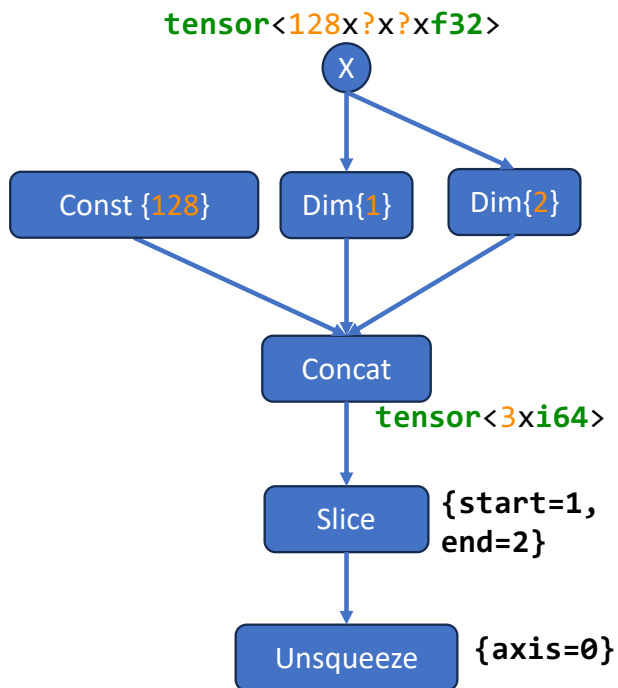 tensor<128x?x?xf32>
X
Const {128}
Dim{1}
Dim{2}
Concat
tensor<3xi64>
Slice
{start=1,
end=2}
Unsqueeze
{axis=0}